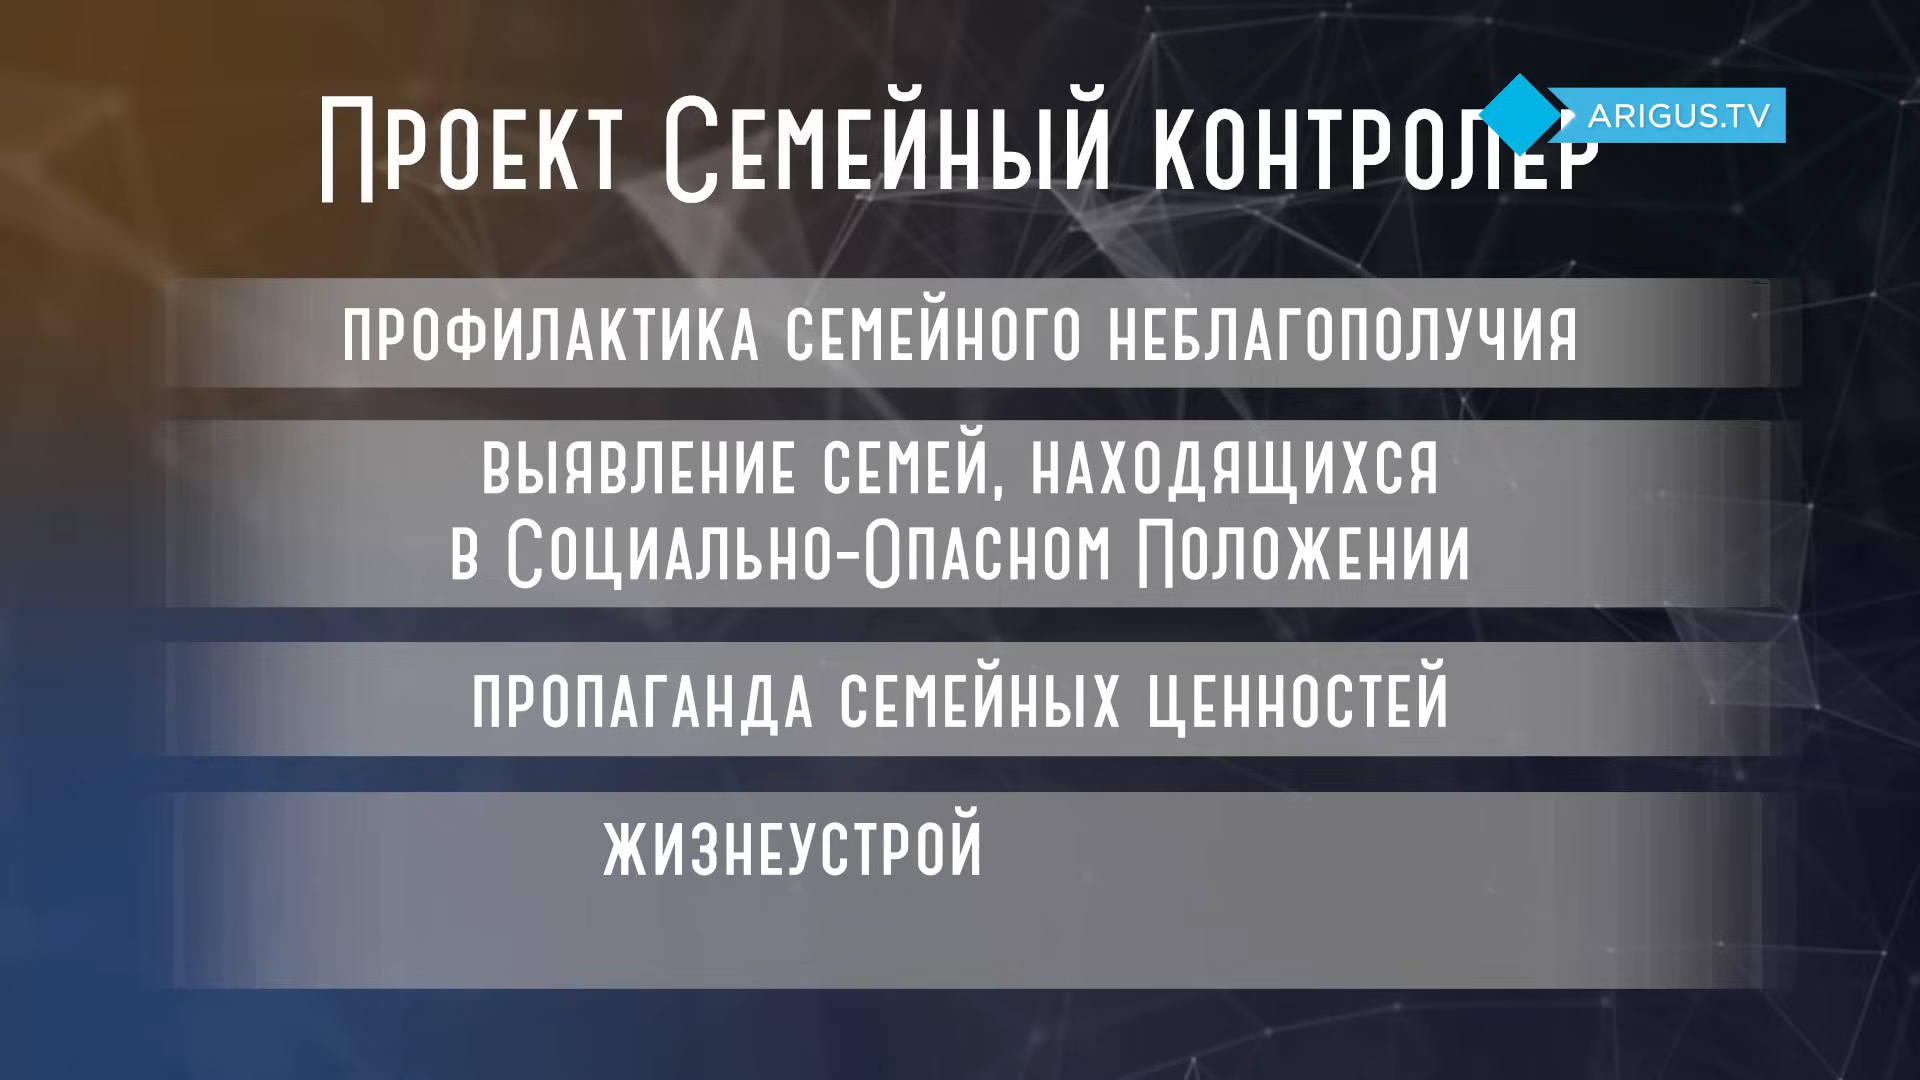 Проект Семейный контролер
ARIGUS.TV
профилактика семейного неблагополучия
выявление семей, находящихся
в Социально-Опасном Положении
пропаганда семейных ценностей
жизнеустрой